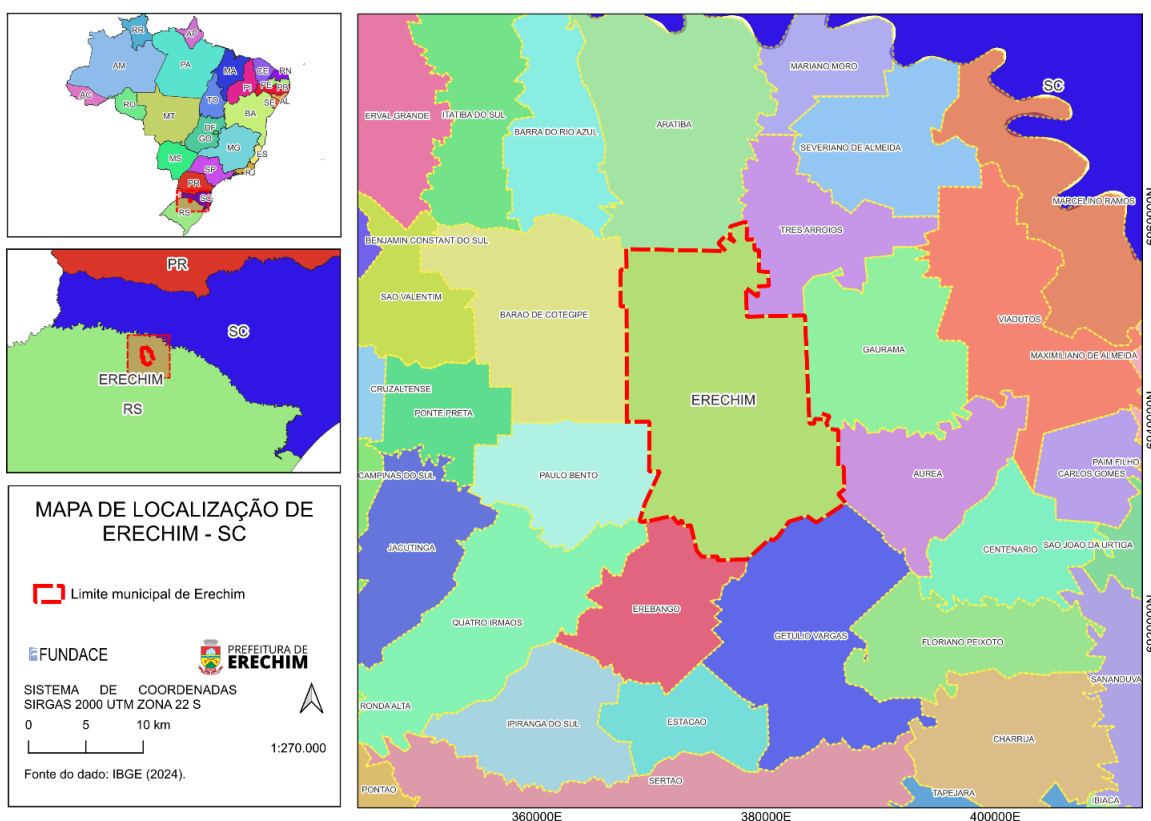 RR
AP
AM
PA
MA
CE
RN
PI
PE
PB
AC
RO
TO
SE
AL
MT
BA
DF
GO
MG
ES
MS
SP
RJ
PR
SC
RS
PR
SC
ERECHIM
RS
MAPA DE LOCALIZAÇÃO DE
ERECHIM - SC
Limite municipal de Erechim
FUNDACE
PREFEITURA DE
ERECHIM
SISTEMA DE COORDENADAS
SIRGAS 2000 UTM ZONA 22 S
0 5 10 km
1:270.000
Fonte do dado: IBGE (2024).
MARIANO MORO
SC
ERVAL GRANDE
ITATIBA DO SUL
BARRA DO RIO AZUL
ARATIBA
SEVERIANO DE ALMEIDA
MARCELINO RAMOS
BENJAMIN CONSTANT DO SUL
TRES ARROIOS
SAO VALENTIM
BARAO DE COTEGIPE
VIADUTOS
GAURAMA
MAXIMILIANO DE ALMEIDA
CRUZALTENSE
ERECHIM
PONTE PRETA
PAIM FILHO
CAMPINAS DO SUL
PAULO BENTO
AUREA
CARLOS GOMES
JACUTINGA
CENTENARIO
SAO JOAO DA URTIGA
QUATRO IRMAOS
EREBANGO
GETULIO VARGAS
FLORIANO PEIXOTO
SANANDUVA
RONDA ALTA
IPIRANGA DO SUL
ESTACAO
CHARRUA
SERTAO
PONTAO
TAPEJARA
IBIACA
6960000N
6940000N
6920000N
360000E
380000E
400000E